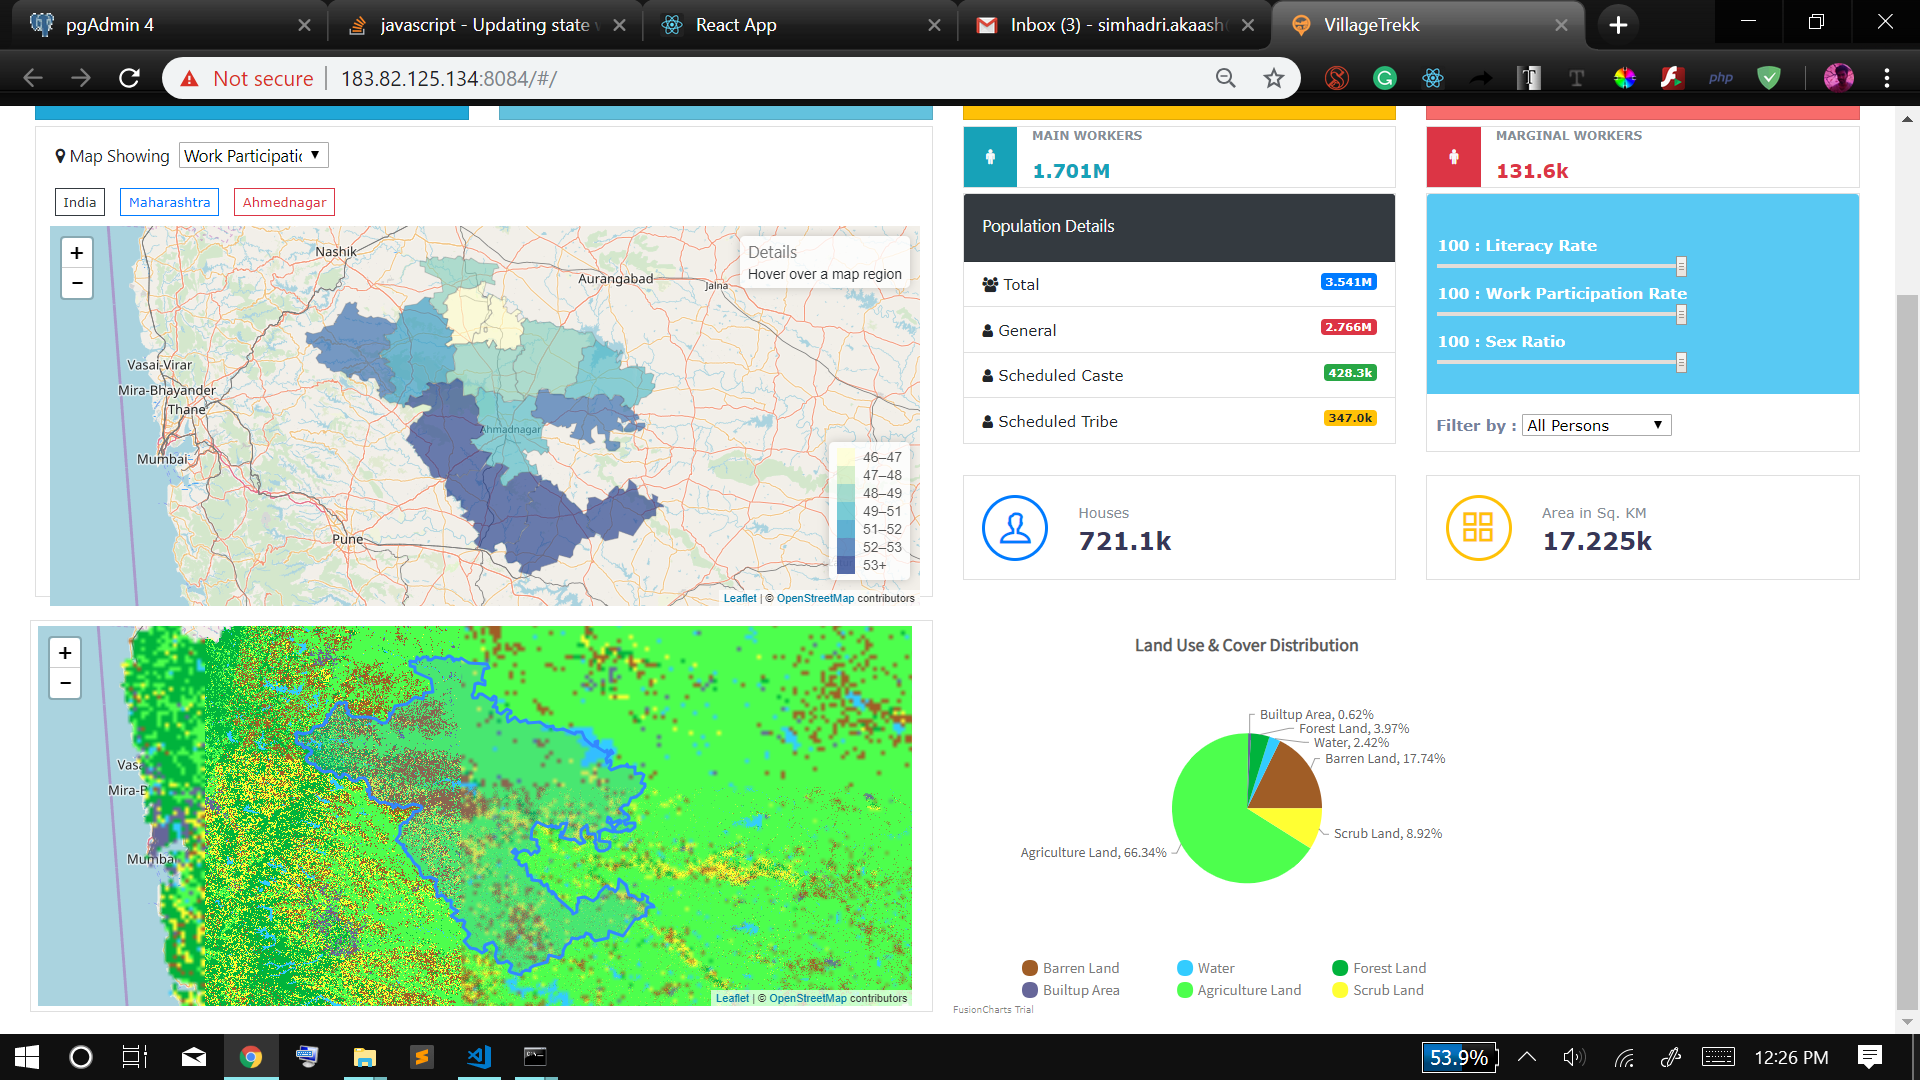 pgAdmin 4
javascript - Updating state
React App
Inbox (3) - simhadri.akaash
VillageTrekk
Not secure
183.82.125.134:8084/#/
php
Map Showing Work Participatic
India Maharashtra Ahmednagar
+
−
Details
Hover over a map region
Nashik
Aurangabad
Jalna
Vasai-Virar
Mira-Bhayander
Thane
Ahmadnagar
Mumbai
Pune
46–47
47–48
48–49
49–51
51–52
52–53
53+
Leaflet | © OpenStreetMap contributors
MAIN WORKERS
1.701M
MARGINAL WORKERS
131.6k
Population Details
Total 3.541M
General 2.766M
Scheduled Caste 428.3k
Scheduled Tribe 347.0k
100 : Literacy Rate
100 : Work Participation Rate
100 : Sex Ratio
Filter by : All Persons
Houses
721.1k
Area in Sq. KM
17.225k
+
−
Vasa
Mira-B
Mumbai
Leaflet | © OpenStreetMap contributors
Land Use & Cover Distribution
Builtup Area, 0.62%
Forest Land, 3.97%
Water, 2.42%
Barren Land, 17.74%
Scrub Land, 8.92%
Agriculture Land, 66.34%
Barren Land Water Forest Land
Builtup Area Agriculture Land Scrub Land
FusionCharts Trial
53.9%
12:26 PM